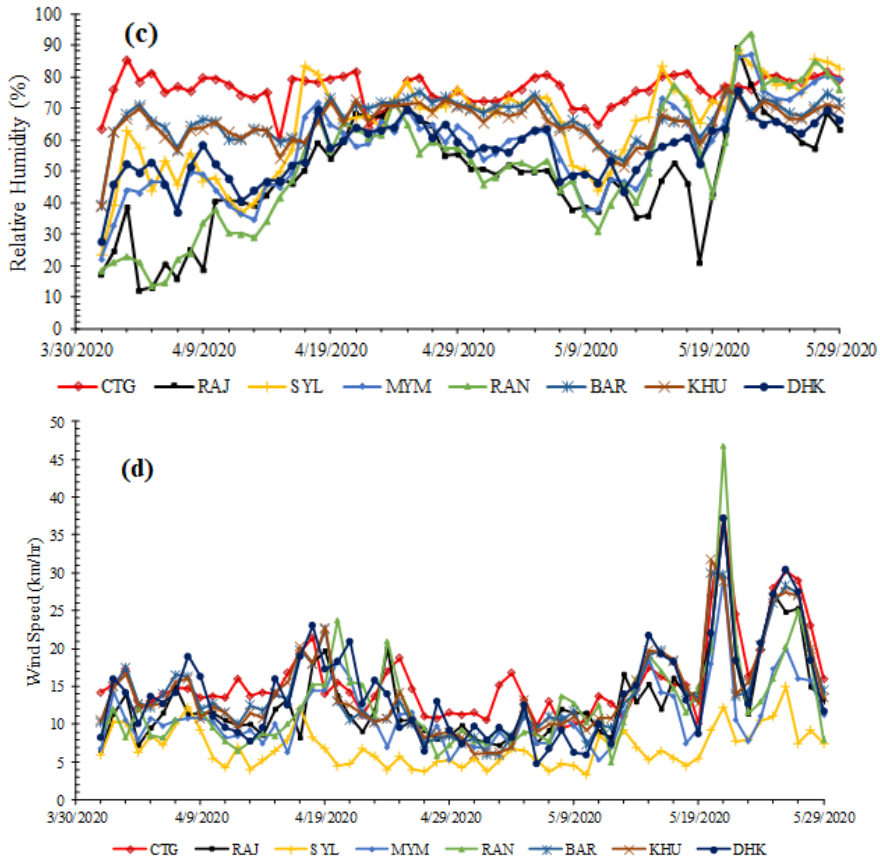 (c)
Relative Humidity (%)
100
90
80
70
60
50
40
30
20
10
0
3/30/2020 4/9/2020 4/19/2020 4/29/2020 5/9/2020 5/19/2020 5/29/2020
CTG RAJ SYL MYM RAN BAR KHU DHK
(d)
Wind Speed (km/hr)
50
45
40
35
30
25
20
15
10
5
0
3/30/2020 4/9/2020 4/19/2020 4/29/2020 5/9/2020 5/19/2020 5/29/2020
CTG RAJ SYL MYM RAN BAR KHU DHK